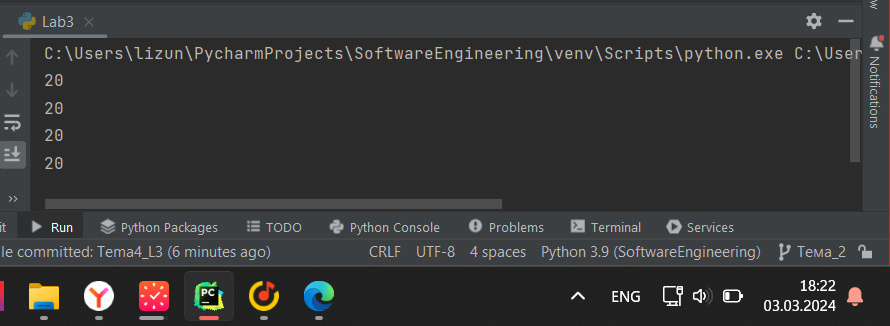 Lab3
C:\Users\lizun\PycharmProjects\SoftwareEngineering\venv\Scripts\python.exe C:\User
20
20
20
20
Notifications
Run Python Packages TODO Python Console Problems Terminal Services
le committed: Tema4_L3 (6 minutes ago) CRLF UTF-8 4 spaces Python 3.9 (SoftwareEngineering) Тема_2
PC
ENG
18:22
03.03.2024